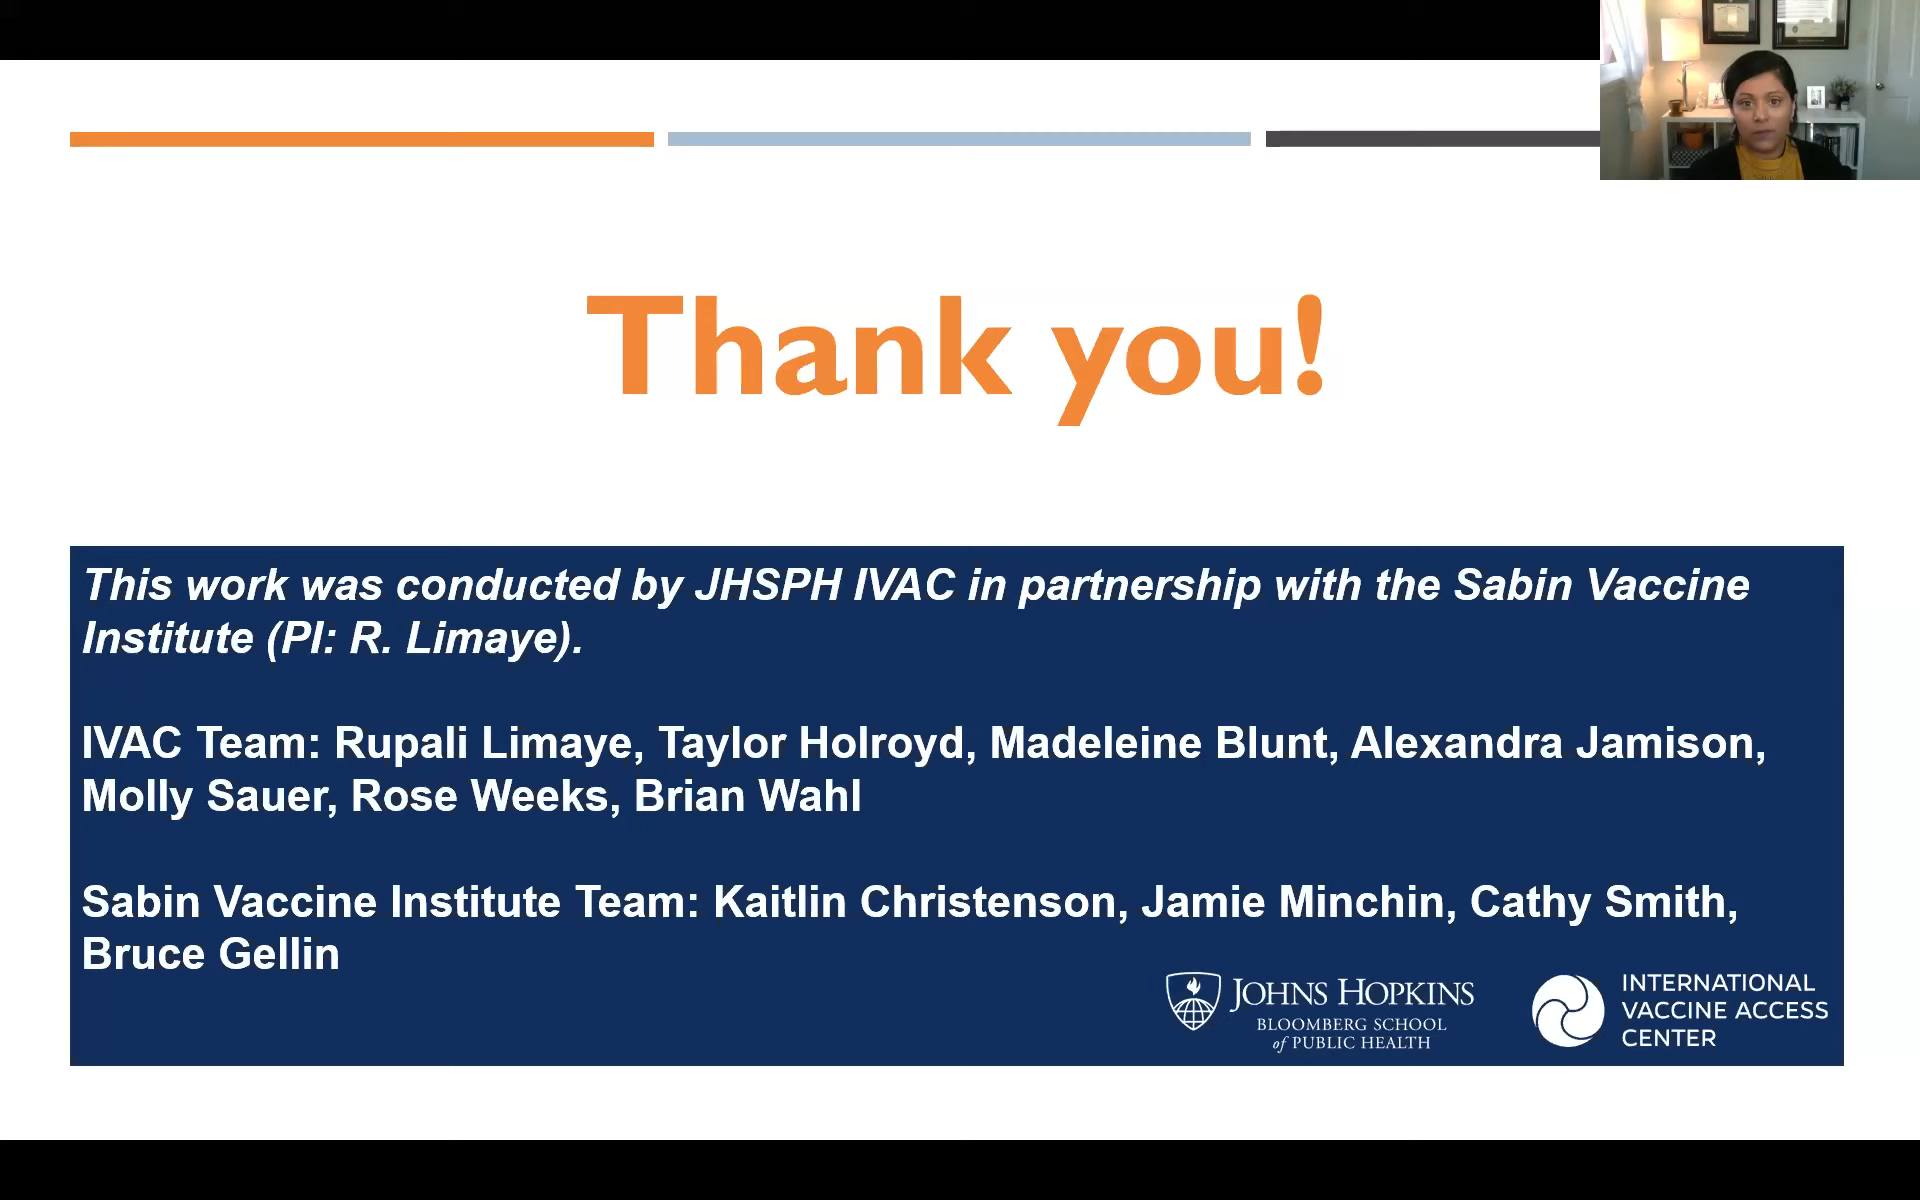 Thank you!
This work was conducted by JHSPH IVAC in partnership with the Sabin Vaccine
Institute (PI: R. Limaye).
IVAC Team: Rupali Limaye, Taylor Holroyd, Madeleine Blunt, Alexandra Jamison,
Molly Sauer, Rose Weeks, Brian Wahl
Sabin Vaccine Institute Team: Kaitlin Christenson, Jamie Minchin, Cathy Smith,
Bruce Gellin
JOHNS HOPKINS
BLOOMBERG SCHOOL
of PUBLIC HEALTH
INTERNATIONAL
VACCINE ACCESS
CENTER